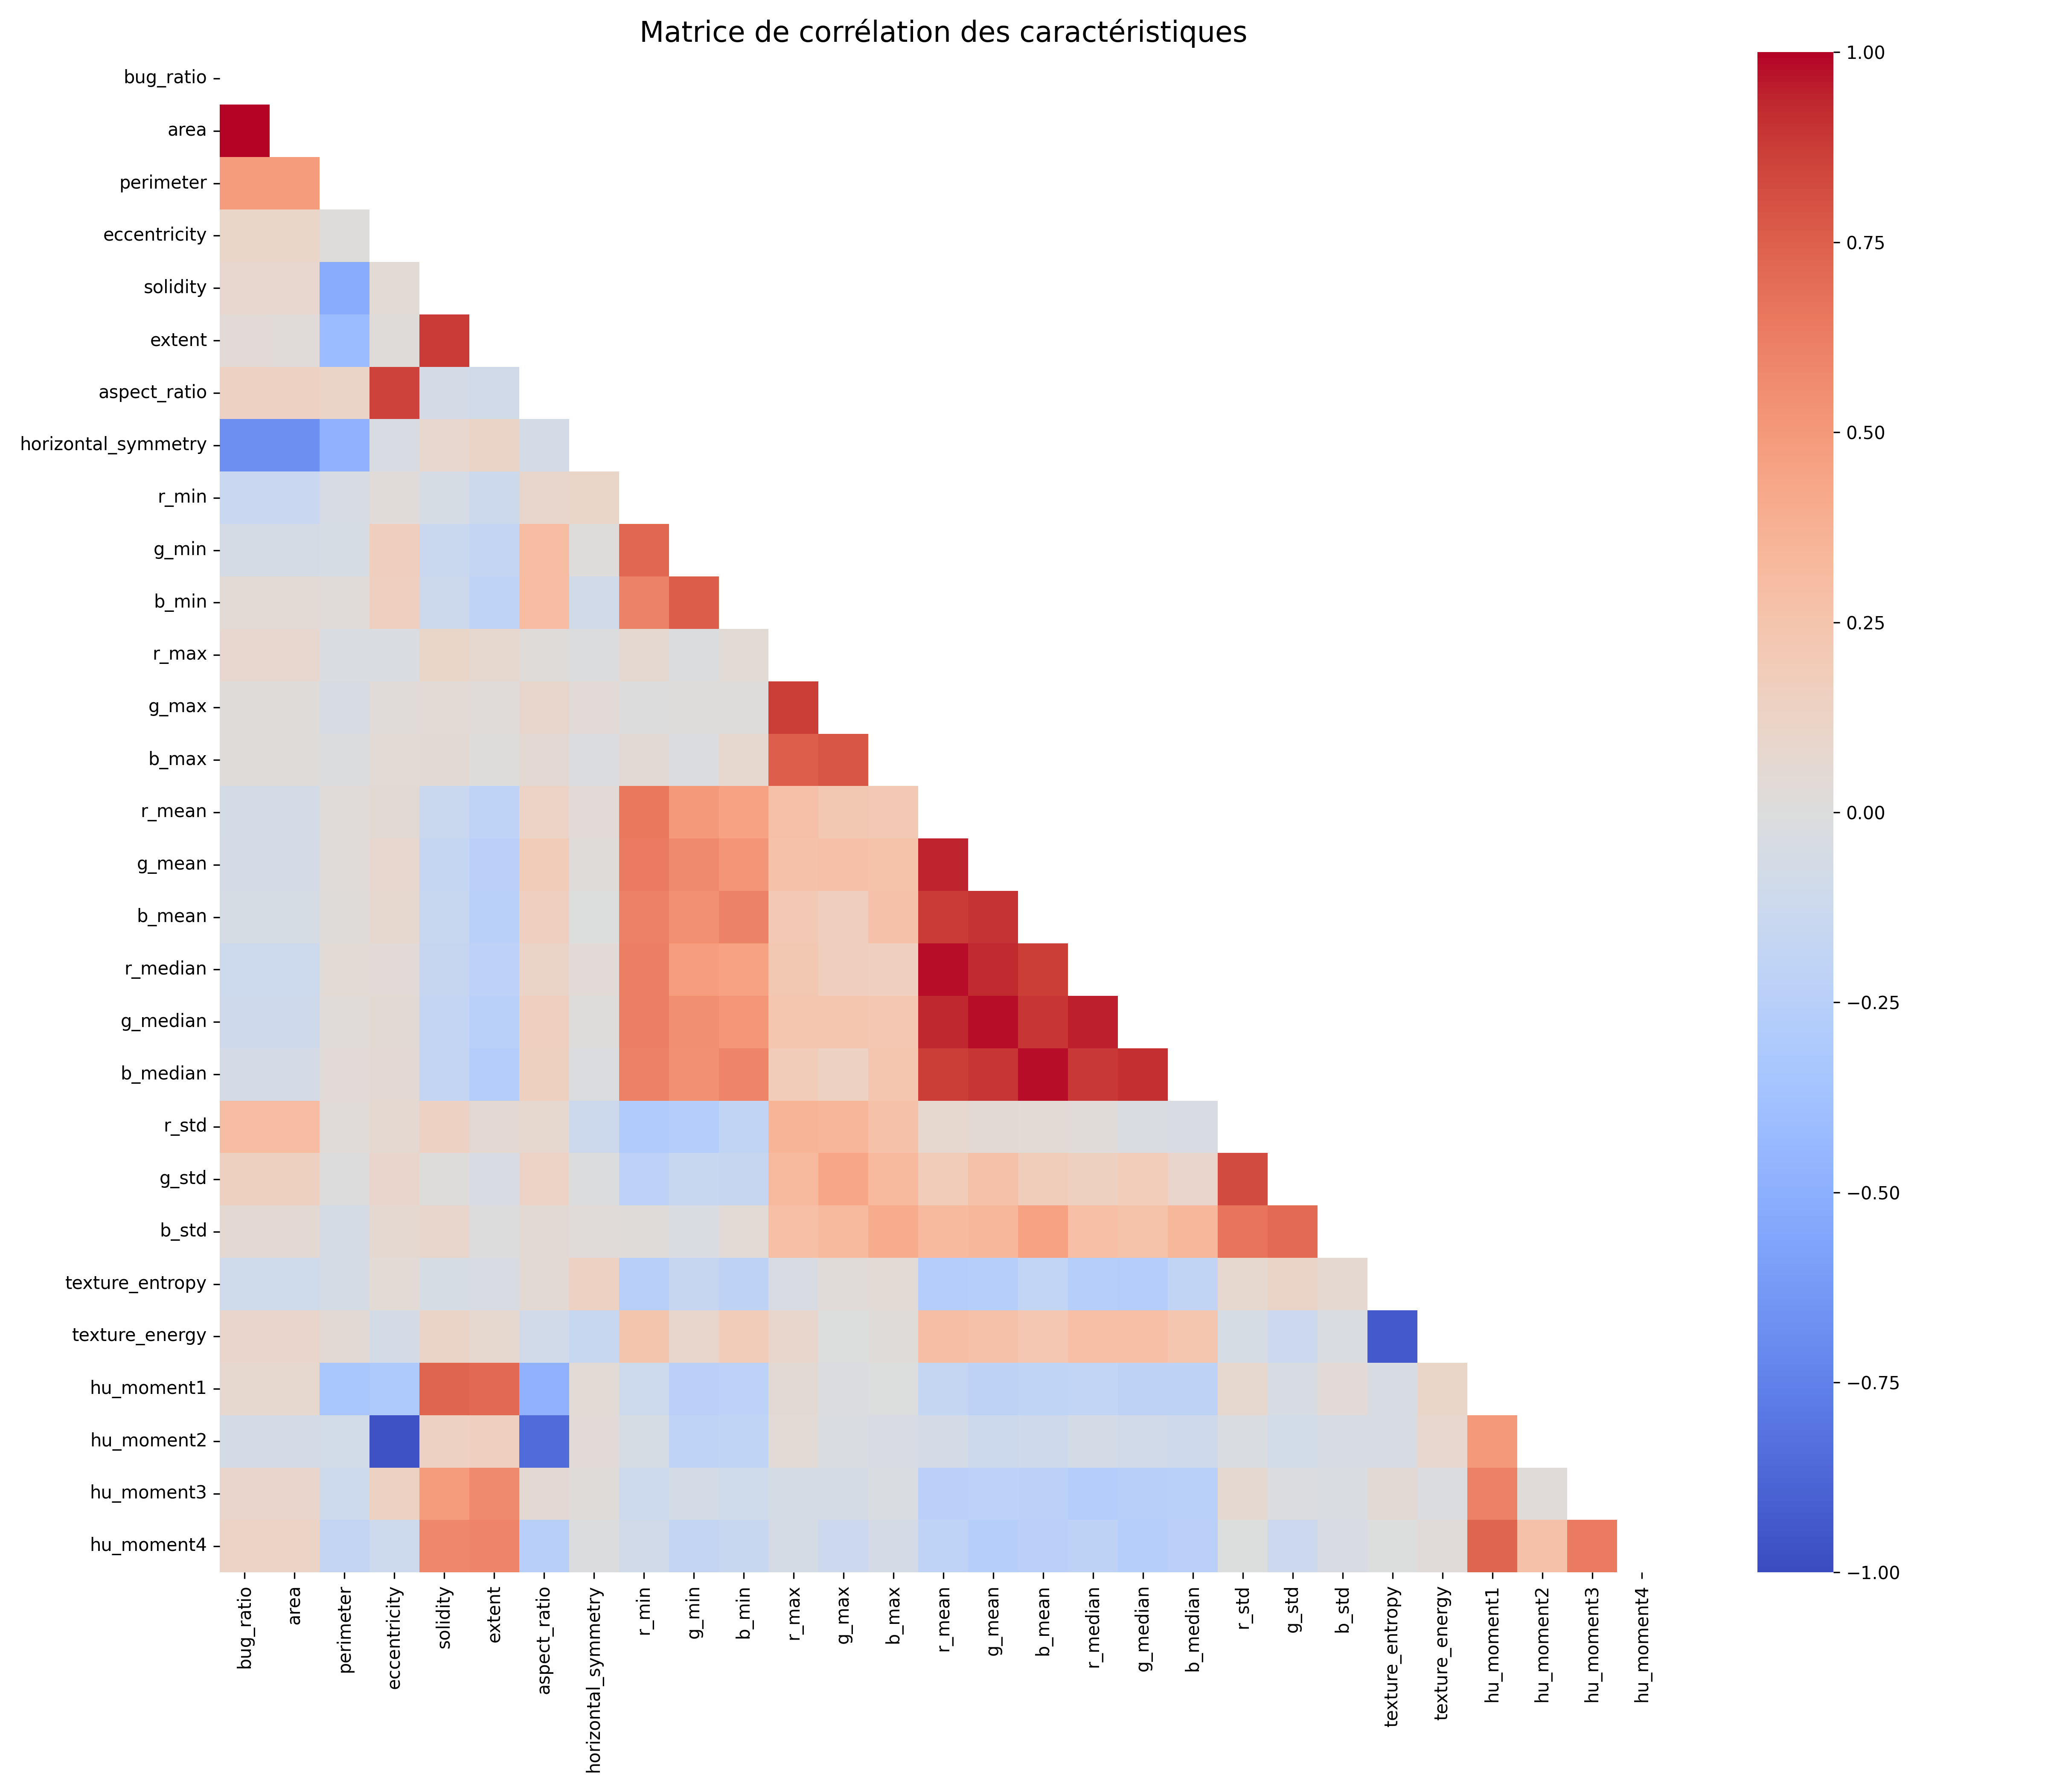 Matrice de corrélation des caractéristiques
bug_ratio
area
perimeter
eccentricity
solidity
extent
aspect_ratio
horizontal_symmetry
r_min
g_min
b_min
r_max
g_max
b_max
r_mean
g_mean
b_mean
r_median
g_median
b_median
r_std
g_std
b_std
texture_entropy
texture_energy
hu_moment1
hu_moment2
hu_moment3
hu_moment4
bug_ratio
area
perimeter
eccentricity
solidity
extent
aspect_ratio
horizontal_symmetry
r_min
g_min
b_min
r_max
g_max
b_max
r_mean
g_mean
b_mean
r_median
g_median
b_median
r_std
g_std
b_std
texture_entropy
texture_energy
hu_moment1
hu_moment2
hu_moment3
hu_moment4
1.00
0.75
0.50
0.25
0.00
−0.25
−0.50
−0.75
−1.00